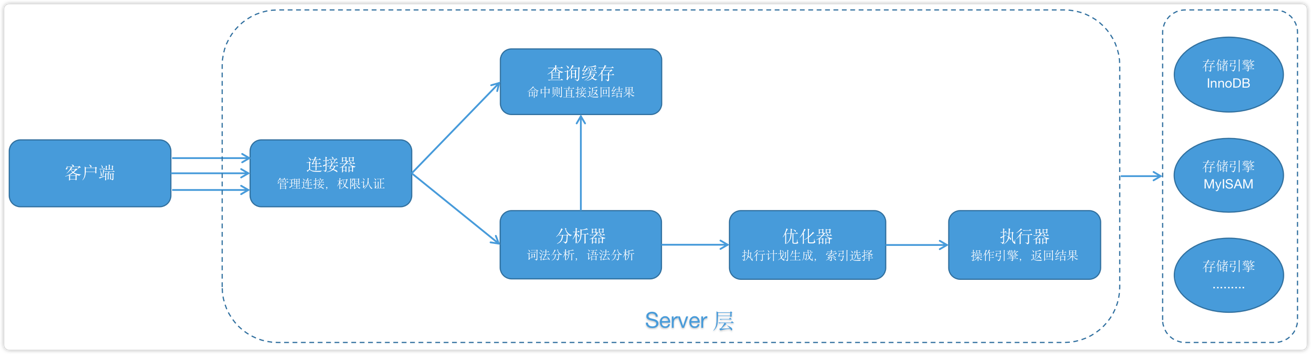 客户端
连接器
管理连接，权限认证
查询缓存
命中则直接返回结果
分析器
词法分析，语法分析
优化器
执行计划生成，索引选择
执行器
操作引擎，返回结果
Server 层
存储引擎
InnoDB
存储引擎
MyISAM
存储引擎
.........